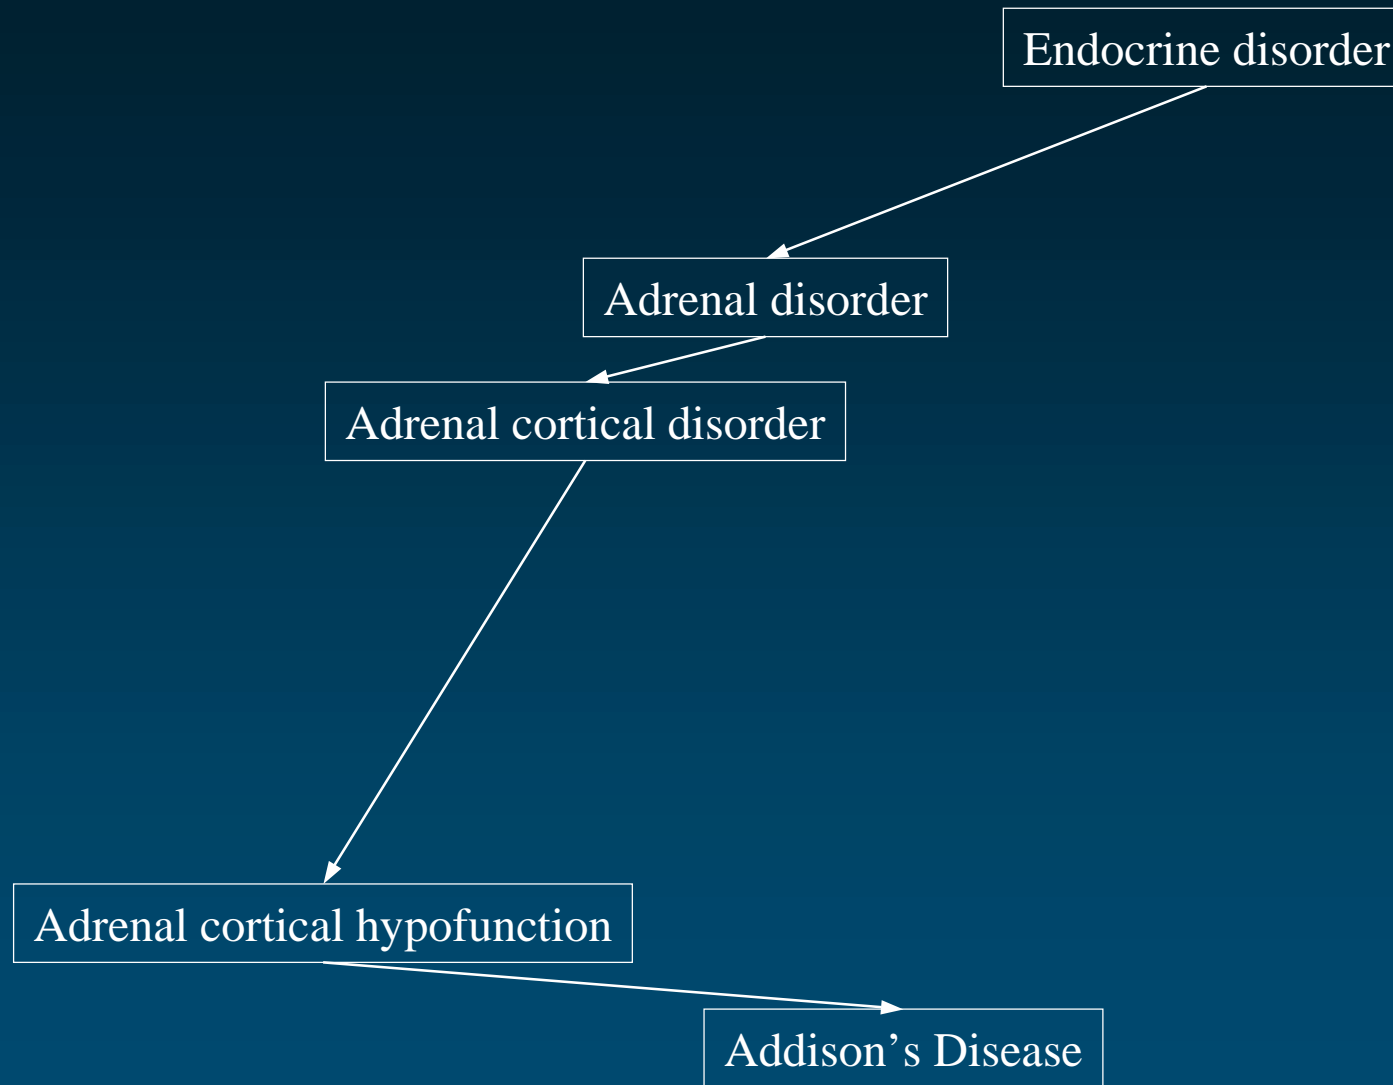 Endocrine disorder
Adrenal disorder
Adrenal cortical disorder
Adrenal cortical hypofunction
Addison’s Disease